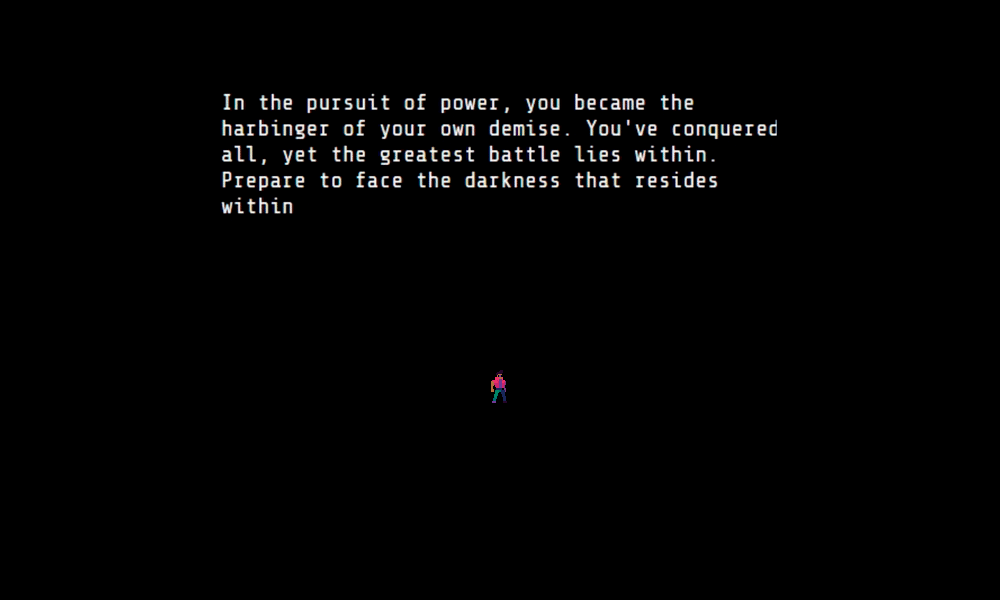 In the pursuit of power, you became the
harbinger of your own demise. You've conquered
all, yet the greatest battle lies within.
Prepare to face the darkness that resides
within